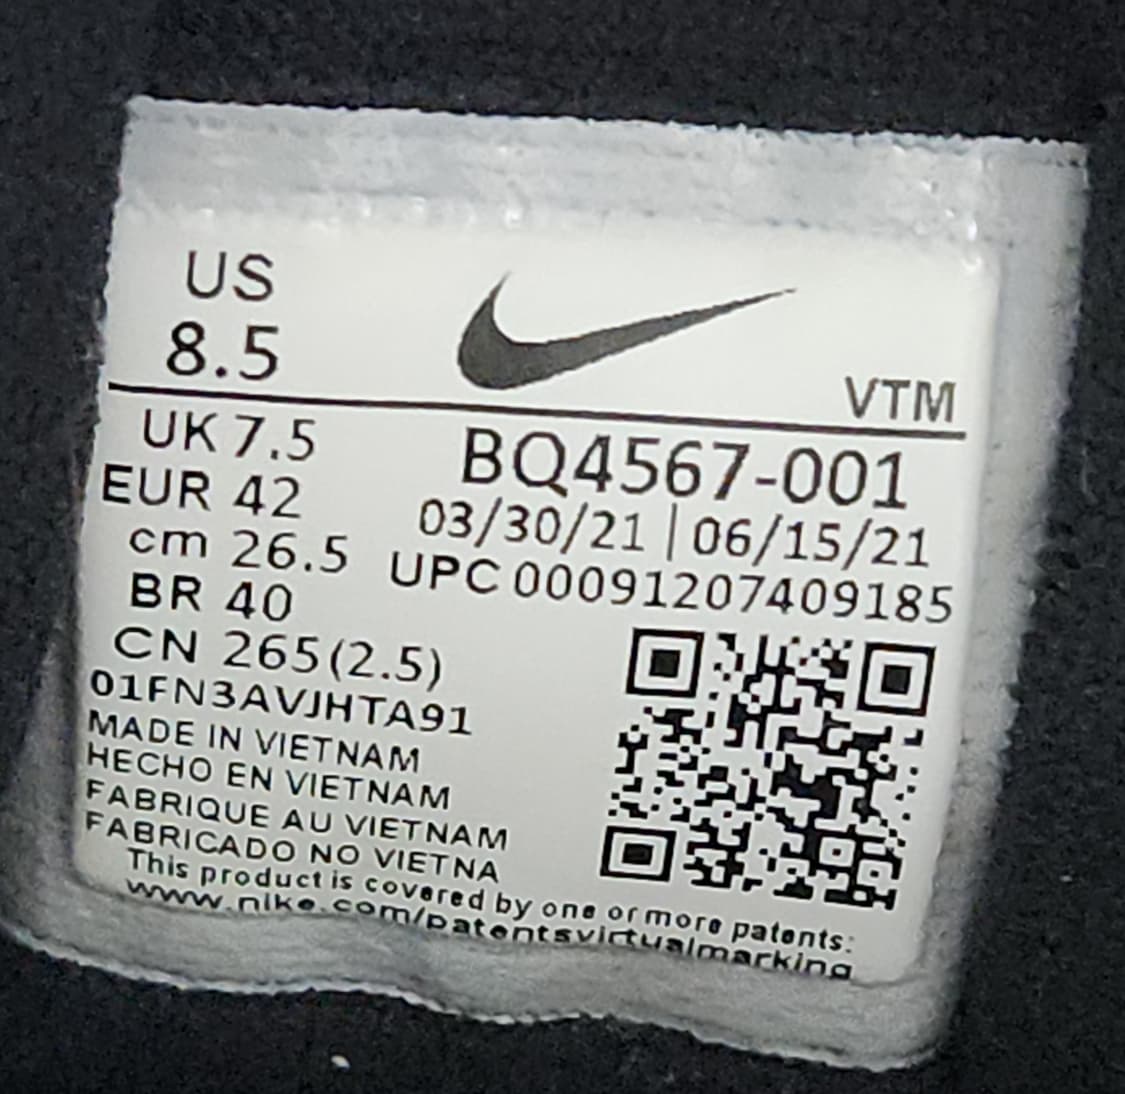 US
8.5
VTM
UK 7.5
BQ4567-001
EUR 42
03/30/21 | 06/15/21
cm 26.5
UPC 00091207409185
BR 40
CN 265(2.5)
01FN3AVJHTA91
MADE IN VIETNAM
HECHO EN VIETNAM
FABRIQUE AU VIETNAM
FABRICADO NO VIETNA
This product is covered by one or more patents:
www.nike.com/patentsvirtualmarking